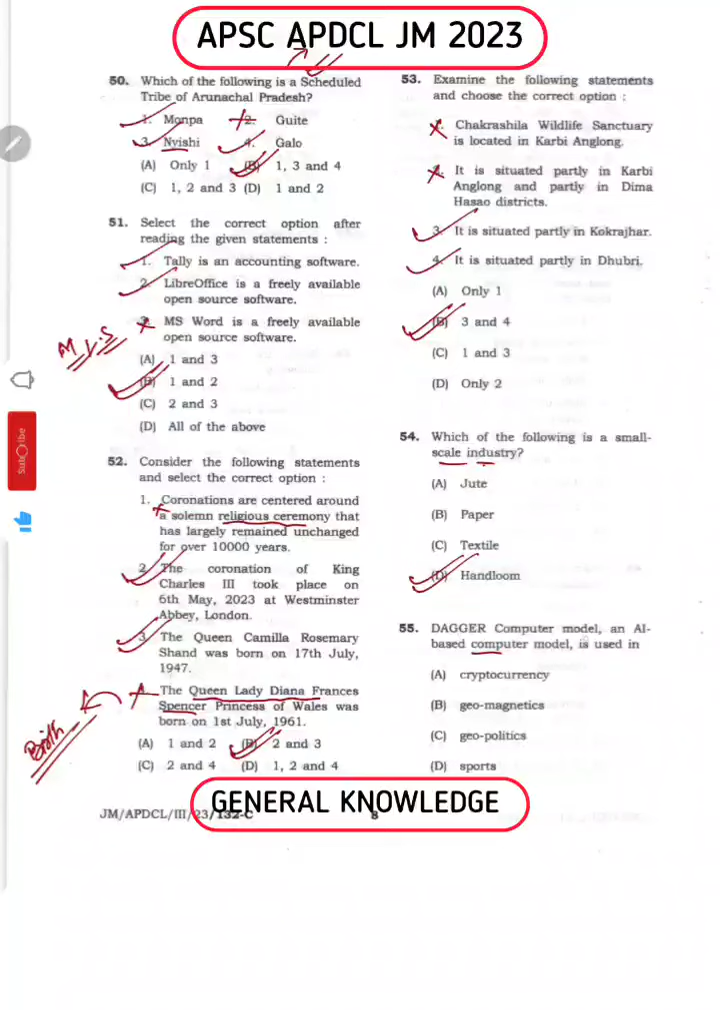 APSC APDCL JM 2023
50. Which of the following is a Scheduled
Tribe of Arunachal Pradesh?
1. Monpa 2. Guite
3. Nyishi 4. Galo
(A) Only 1 (B) 1, 3 and 4
(C) 1, 2 and 3 (D) 1 and 2
51. Select the correct option after
reading the given statements :
1. Tally is an accounting software.
2. LibreOffice is a freely available
open source software.
3. MS Word is a freely available
open source software.
(A) 1 and 3
(B) 1 and 2
(C) 2 and 3
(D) All of the above
52. Consider the following statements
and select the correct option :
1. Coronations are centered around
a solemn religious ceremony that
has largely remained unchanged
for over 10000 years.
2. The coronation of King
Charles III took place on
6th May, 2023 at Westminster
Abbey, London.
3. The Queen Camilla Rosemary
Shand was born on 17th July,
1947.
The Queen Lady Diana Frances
Spencer Princess of Wales was
born on 1st July, 1961.
(A) 1 and 2 (B) 2 and 3
(C) 2 and 4 (D) 1, 2 and 4
53. Examine the following statements
and choose the correct option :
Chakrashila Wildlife Sanctuary
is located in Karbi Anglong.
It is situated partly in Karbi
Anglong and partly in Dima
Hasao districts.
3. It is situated partly in Kokrajhar.
4. It is situated partly in Dhubri.
(A) Only 1
(B) 3 and 4
(C) 1 and 3
(D) Only 2
54. Which of the following is a small-
scale industry?
(A) Jute
(B) Paper
(C) Textile
(D) Handloom
55. DAGGER Computer model, an AI-
based computer model, is used in
(A) cryptocurrency
(B) geo-magnetics
(C) geo-politics
(D) sports
GENERAL KNOWLEDGE
JM/APDCL/III/23/132-C 8